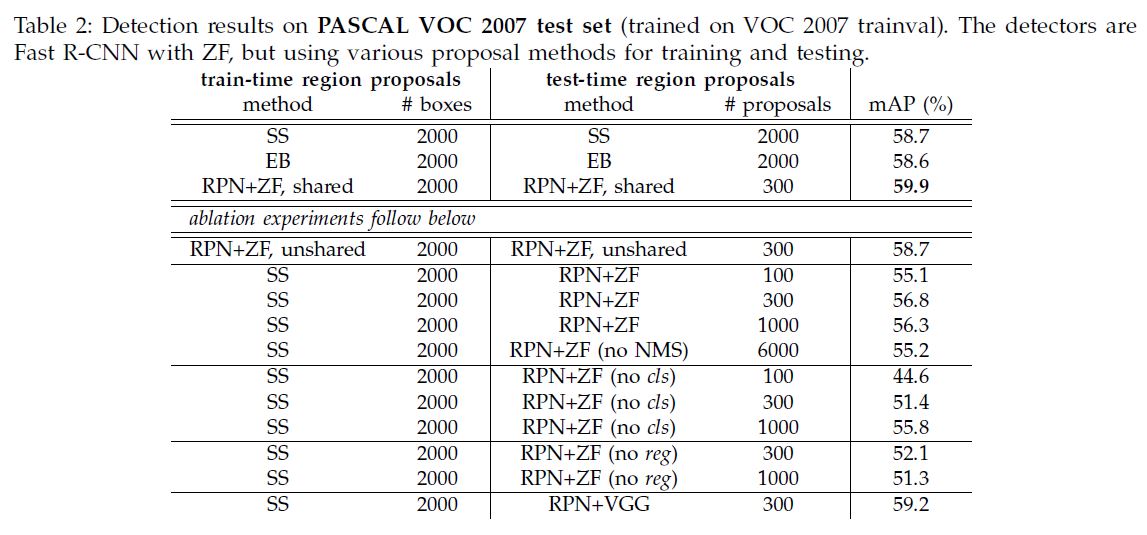 Table 2: Detection results on PASCAL VOC 2007 test set (trained on VOC 2007 trainval). The detectors are
Fast R-CNN with ZF, but using various proposal methods for training and testing.
train-time region proposals test-time region proposals
method # boxes method # proposals mAP (%)
SS 2000 SS 2000 58.7
EB 2000 EB 2000 58.6
RPN+ZF, shared 2000 RPN+ZF, shared 300 59.9
ablation experiments follow below
RPN+ZF, unshared 2000 RPN+ZF, unshared 300 58.7
SS 2000 RPN+ZF 100 55.1
SS 2000 RPN+ZF 300 56.8
SS 2000 RPN+ZF 1000 56.3
SS 2000 RPN+ZF (no NMS) 6000 55.2
SS 2000 RPN+ZF (no cls) 100 44.6
SS 2000 RPN+ZF (no cls) 300 51.4
SS 2000 RPN+ZF (no cls) 1000 55.8
SS 2000 RPN+ZF (no reg) 300 52.1
SS 2000 RPN+ZF (no reg) 1000 51.3
SS 2000 RPN+VGG 300 59.2